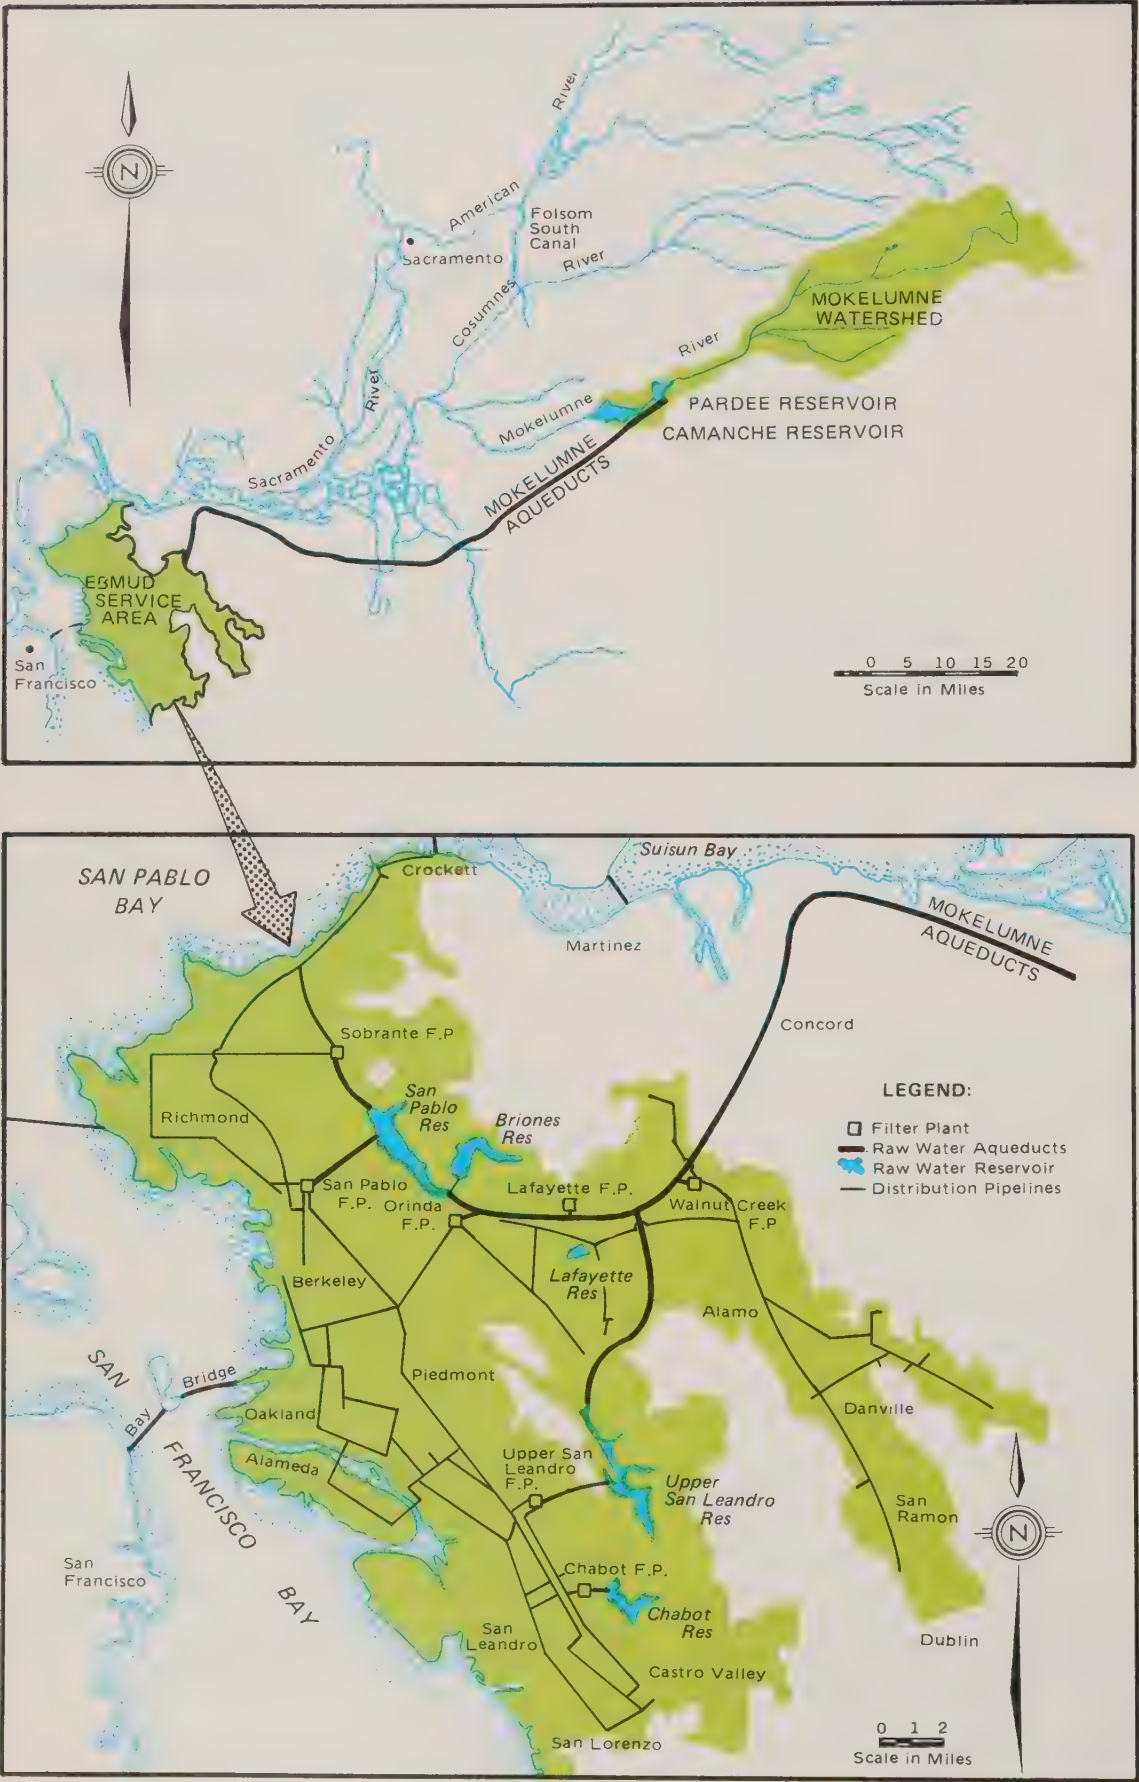 River
N
American
Folsom
South
Canal
Sacramento
River
Cosumnes
MOKELUMNE
WATERSHED
River
River
PARDEE RESERVOIR
Mokelumne
CAMANCHE RESERVOIR
Sacramento
MOKELUMNE
AQUEDUCTS
EBMUD
SERVICE
AREA
San
Francisco
0 5 10 15 20
Scale in Miles
SAN PABLO
BAY
Crockett
Suisun Bay
Martinez
MOKELUMNE
AQUEDUCTS
Concord
Sobrante F.P
San
Pablo
Res
Briones
Res
Richmond
LEGEND:
Filter Plant
Raw Water Aqueducts
Raw Water Reservoir
Distribution Pipelines
San Pablo
F.P.
Orinda
F.P.
Lafayette F.P.
Walnut Creek
F.P
Berkeley
Lafayette
Res
Alamo
SAN
FRANCISCO
BAY
Bay
Bridge
Piedmont
Oakland
Danville
Alameda
Upper San
Leandro
F.P.
Upper
San Leandro
Res
San
Ramon
N
San
Francisco
Chabot F.P.
Chabot
Res
San
Leandro
Dublin
Castro Valley
San Lorenzo
0 1 2
Scale in Miles